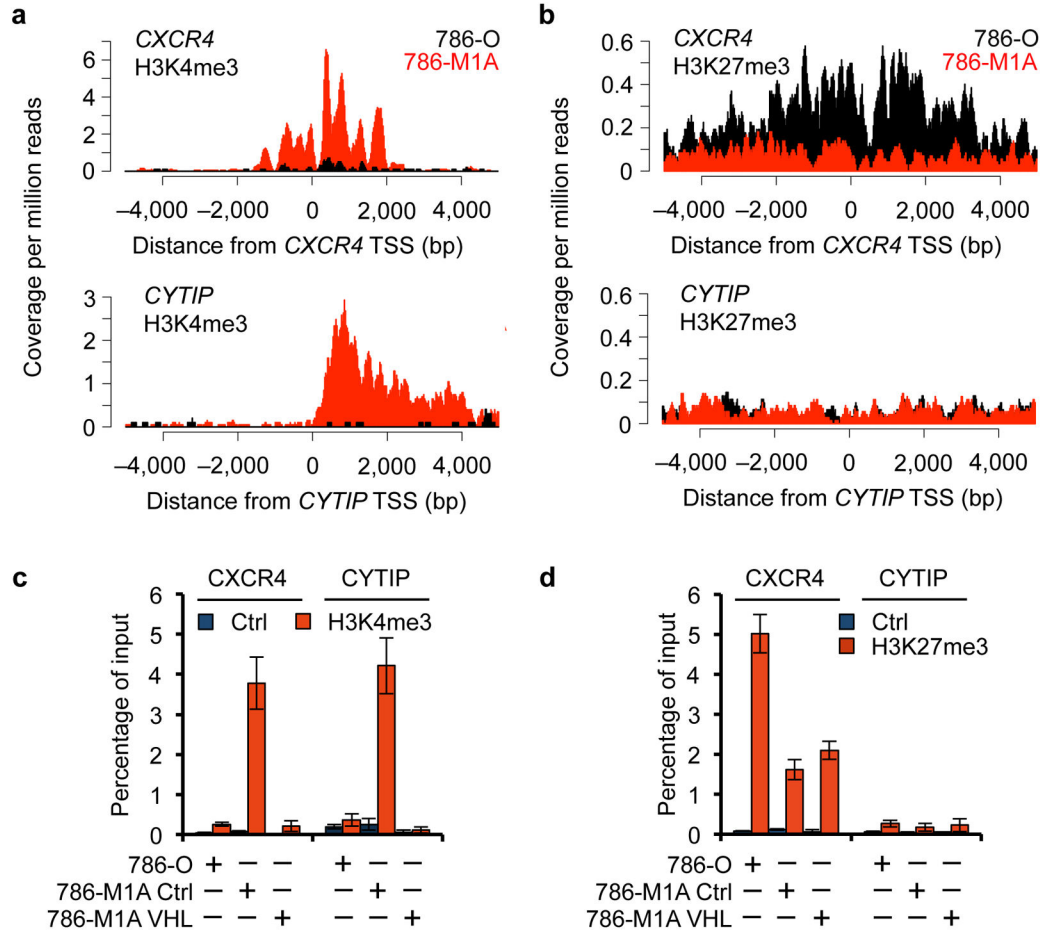 a
CXCR4
H3K4me3
786-O
786-M1A
Coverage per million reads
6
4
2
0
–4,000 –2,000 0 2,000 4,000
Distance from CXCR4 TSS (bp)
CYTIP
H3K4me3
3
2
1
0
–4,000 –2,000 0 2,000 4,000
Distance from CYTIP TSS (bp)
b
CXCR4
H3K27me3
786-O
786-M1A
Coverage per million reads
0.6
0.4
0.2
0
–4,000 –2,000 0 2,000 4,000
Distance from CXCR4 TSS (bp)
CYTIP
H3K27me3
0.6
0.4
0.2
0
–4,000 –2,000 0 2,000 4,000
Distance from CYTIP TSS (bp)
c
CXCR4 CYTIP
Ctrl H3K4me3
Percentage of input
6
5
4
3
2
1
0
786-O + – – + – –
786-M1A Ctrl – + – – + –
786-M1A VHL – – + – – +
d
CXCR4 CYTIP
Ctrl
H3K27me3
Percentage of input
6
5
4
3
2
1
0
786-O + – – + – –
786-M1A Ctrl – + – – + –
786-M1A VHL – – + – – +